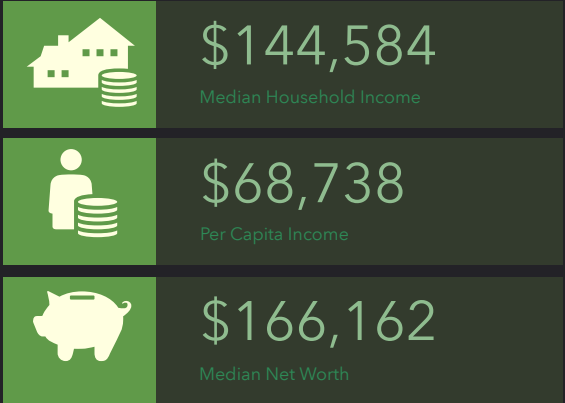 $144,584
Median Household Income
$68,738
Per Capita Income
$166,162
Median Net Worth